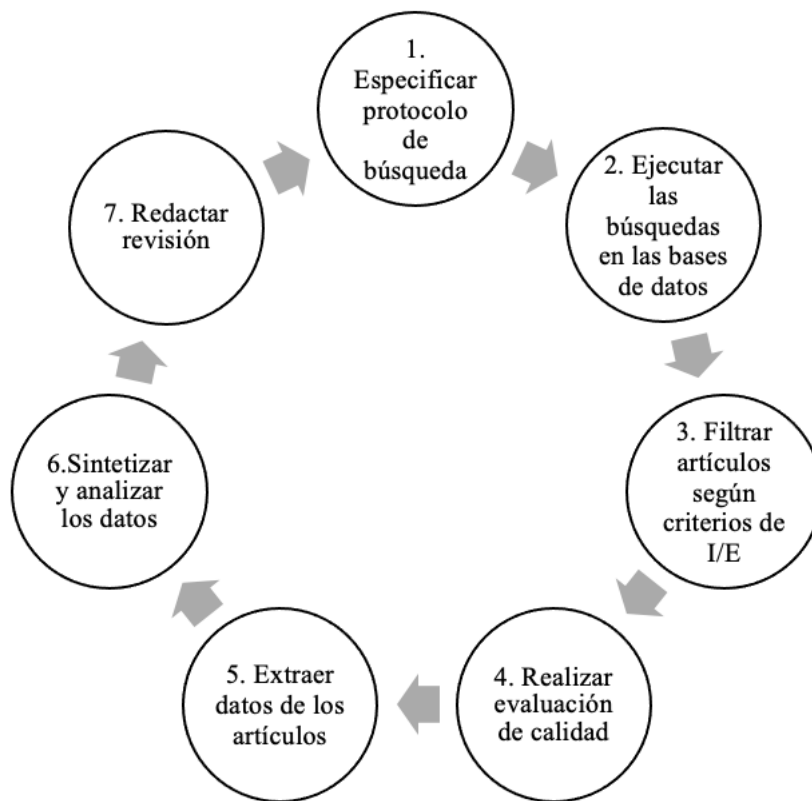 1.
Especificar
protocolo
de
búsqueda
2. Ejecutar
las
búsquedas
en las bases
de datos
3. Filtrar
artículos
según
criterios de
I/E
4. Realizar
evaluación
de calidad
5. Extraer
datos de los
artículos
6.Sintetizar
y analizar
los datos
7. Redactar
revisión